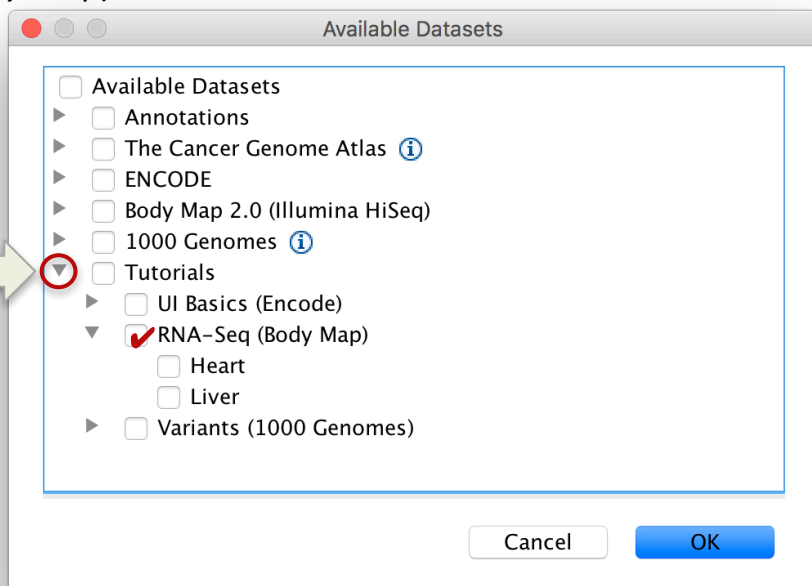 Available Datasets
Available Datasets
Annotations
The Cancer Genome Atlas i
ENCODE
Body Map 2.0 (Illumina HiSeq)
1000 Genomes i
Tutorials
UI Basics (Encode)
RNA-Seq (Body Map)
Heart
Liver
Variants (1000 Genomes)
Cancel OK